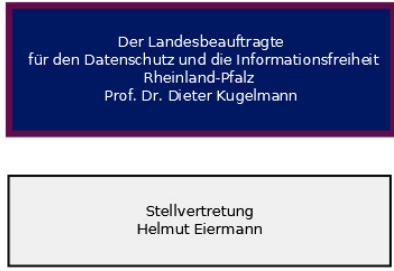 Der Landesbeauftragte
für den Datenschutz und die Informationsfreiheit
Rheinland-Pfalz
Prof. Dr. Dieter Kugelmann
Stellvertretung
Helmut Eiermann